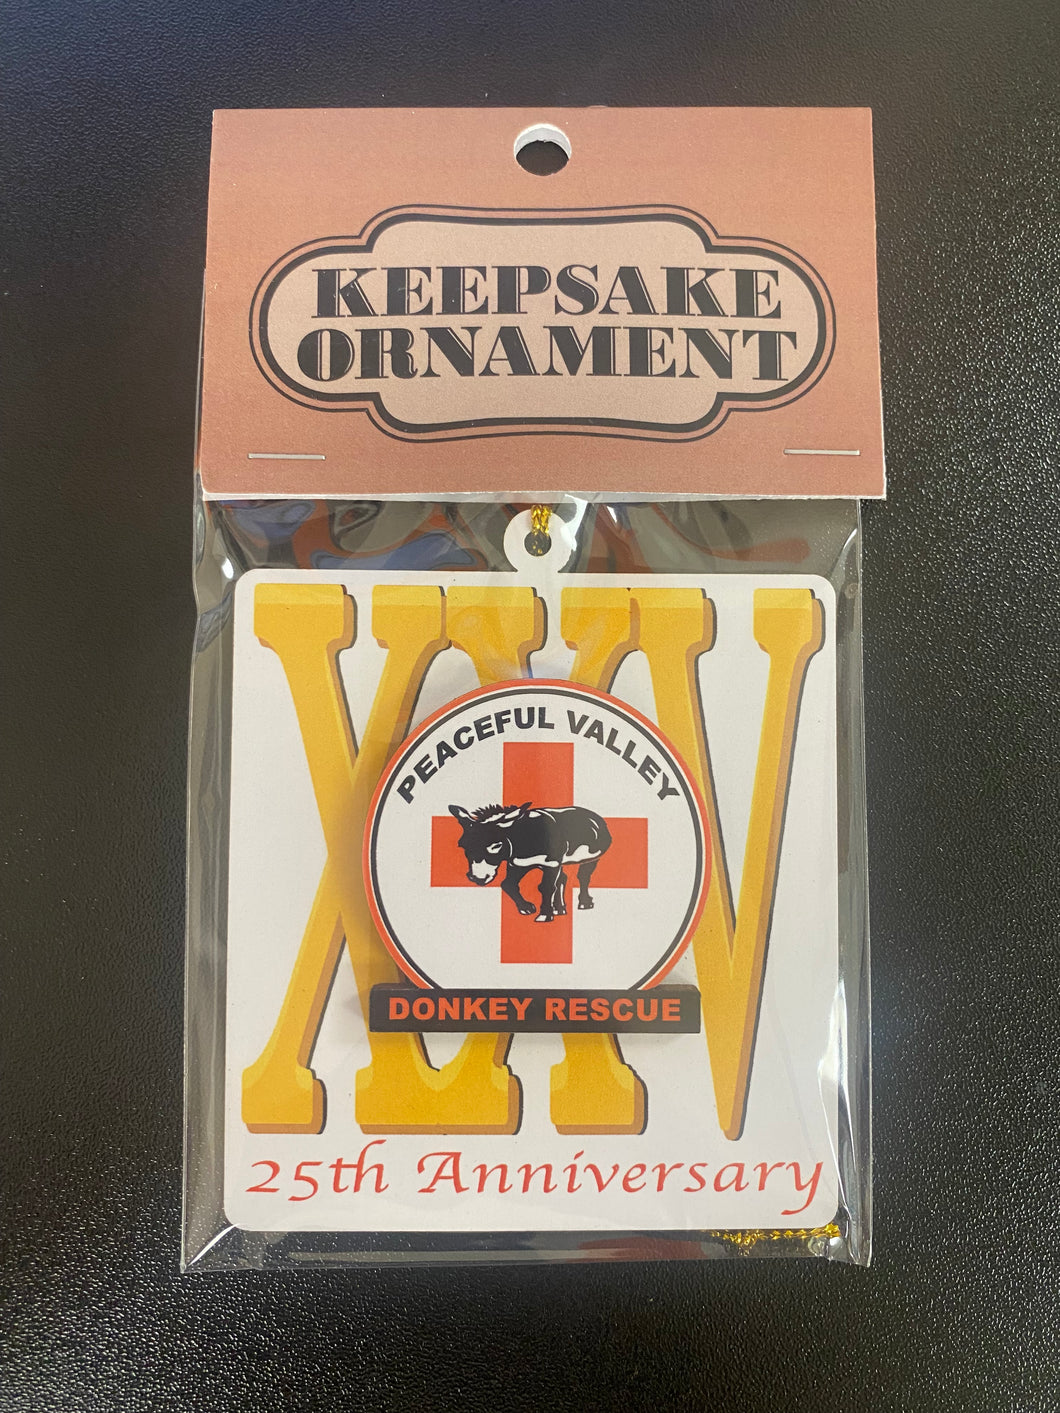 KEEPSAKE
ORNAMENT
XXV
PEACEFUL VALLEY
DONKEY RESCUE
25th Anniversary